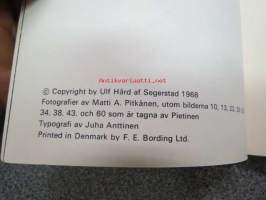 Antikvariaatti.net
© Copyright by Ulf Hård af Segerstad 1968
Fotografier av Matti A. Pitkänen, utom bilderna 10, 13, 22,
34. 38. 43. och 60 som är tagna av Pietinen
Typografi av Juha Anttinen
Printed in Denmark by F. E. Bording Ltd.